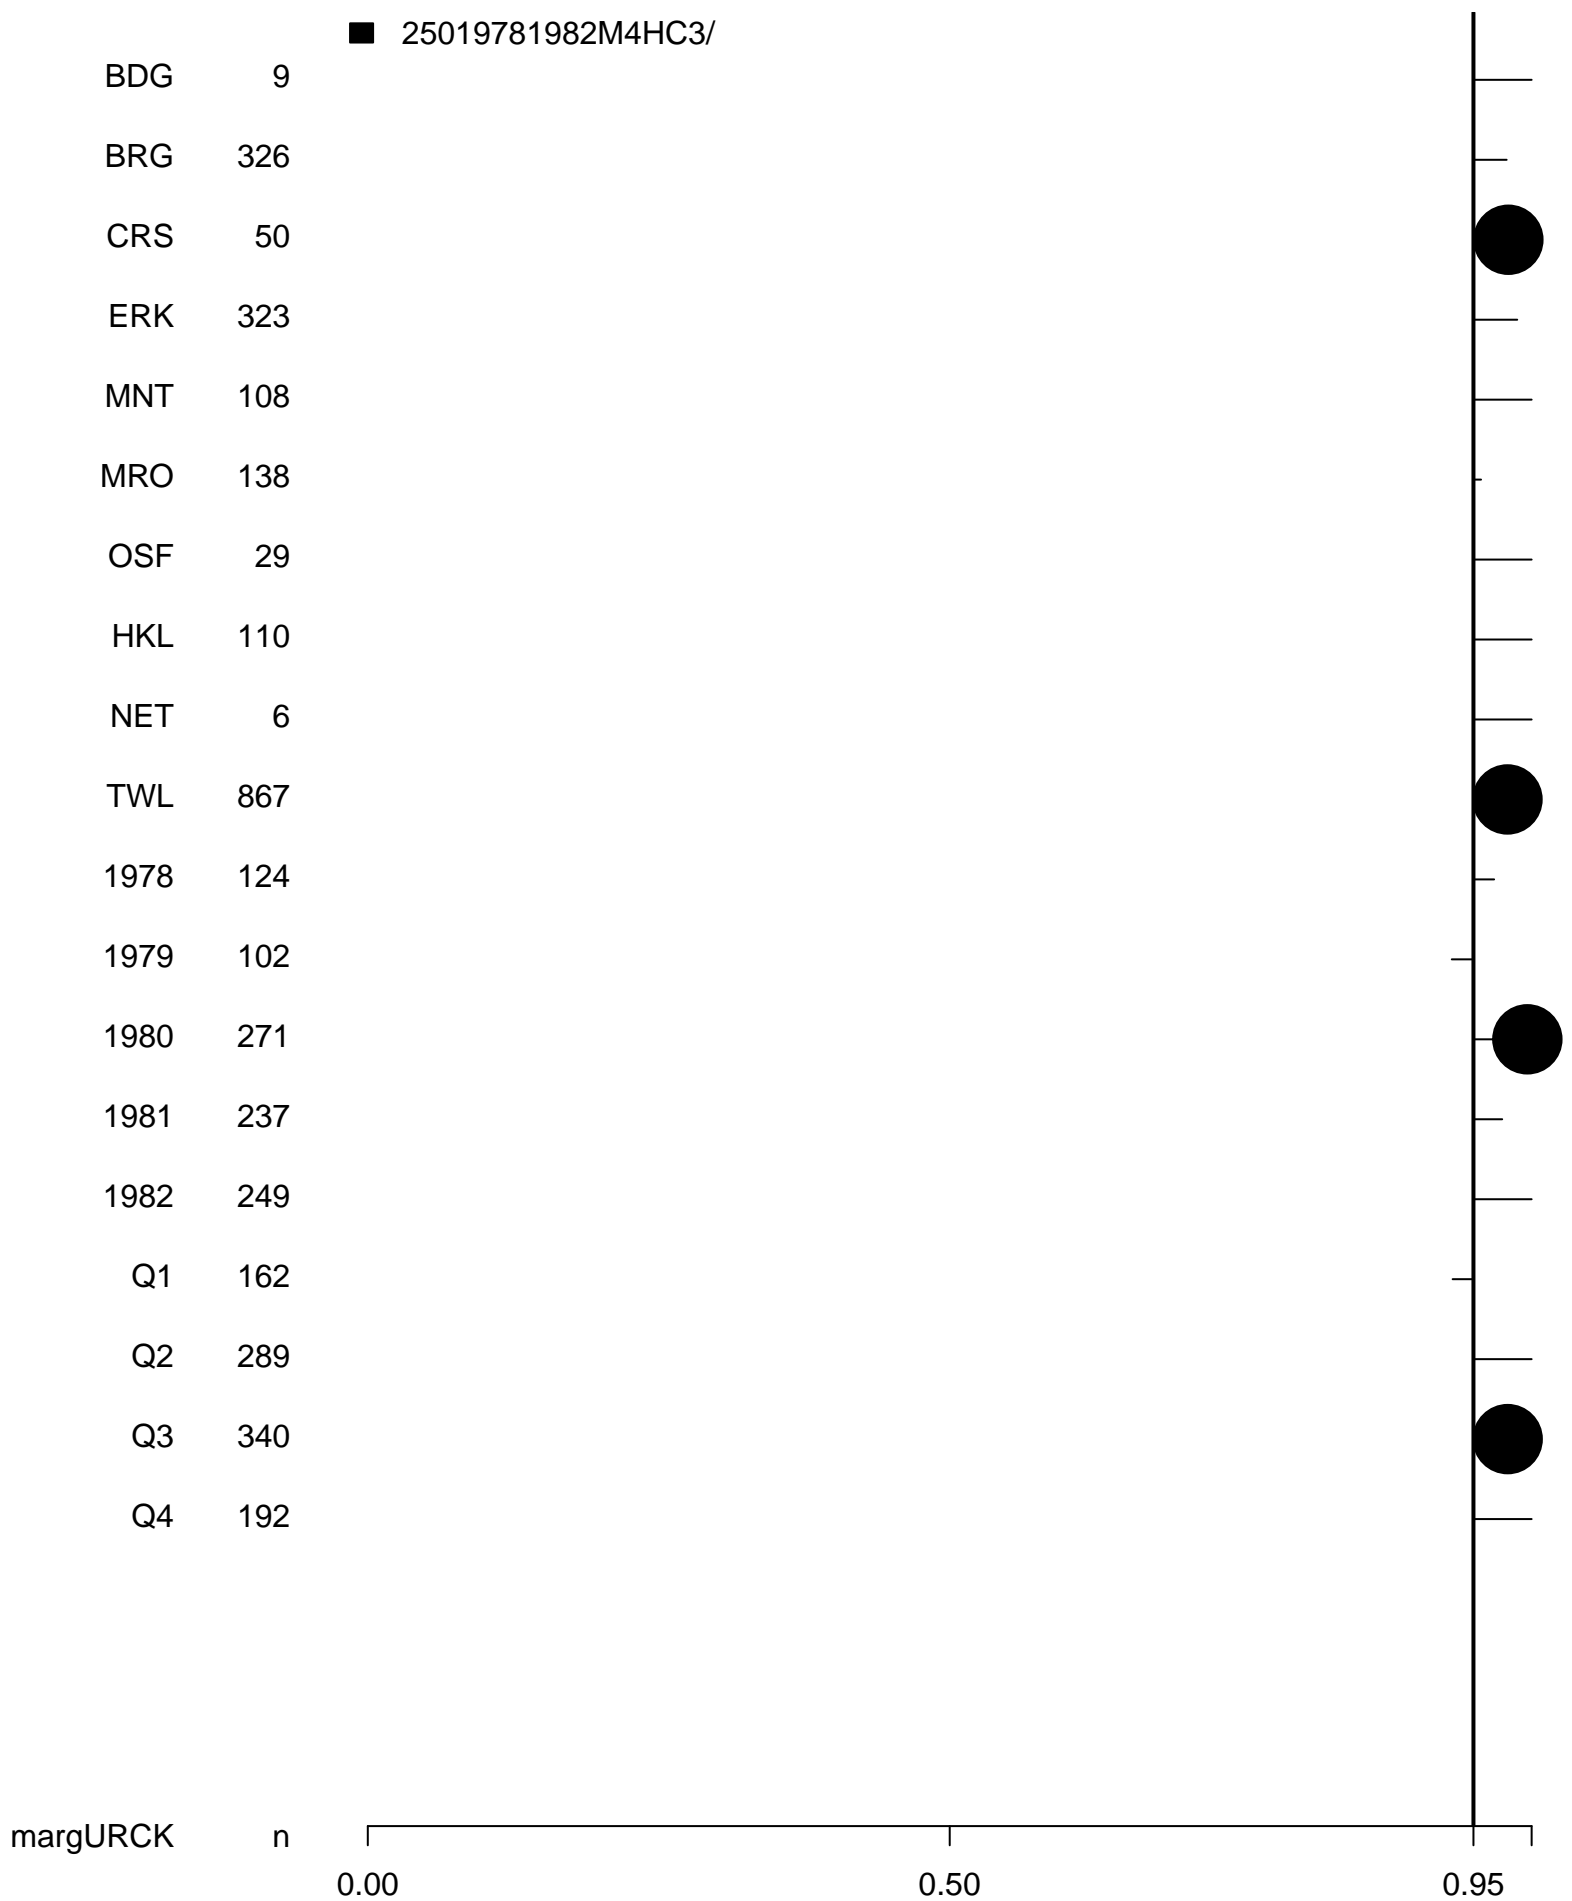 25019781982M4HC3/
BDG 9
BRG 326
CRS 50
ERK 323
MNT 108
MRO 138
OSF 29
HKL 110
NET 6
TWL 867
1978 124
1979 102
1980 271
1981 237
1982 249
Q1 162
Q2 289
Q3 340
Q4 192
margURCK n
0.00 0.50 0.95